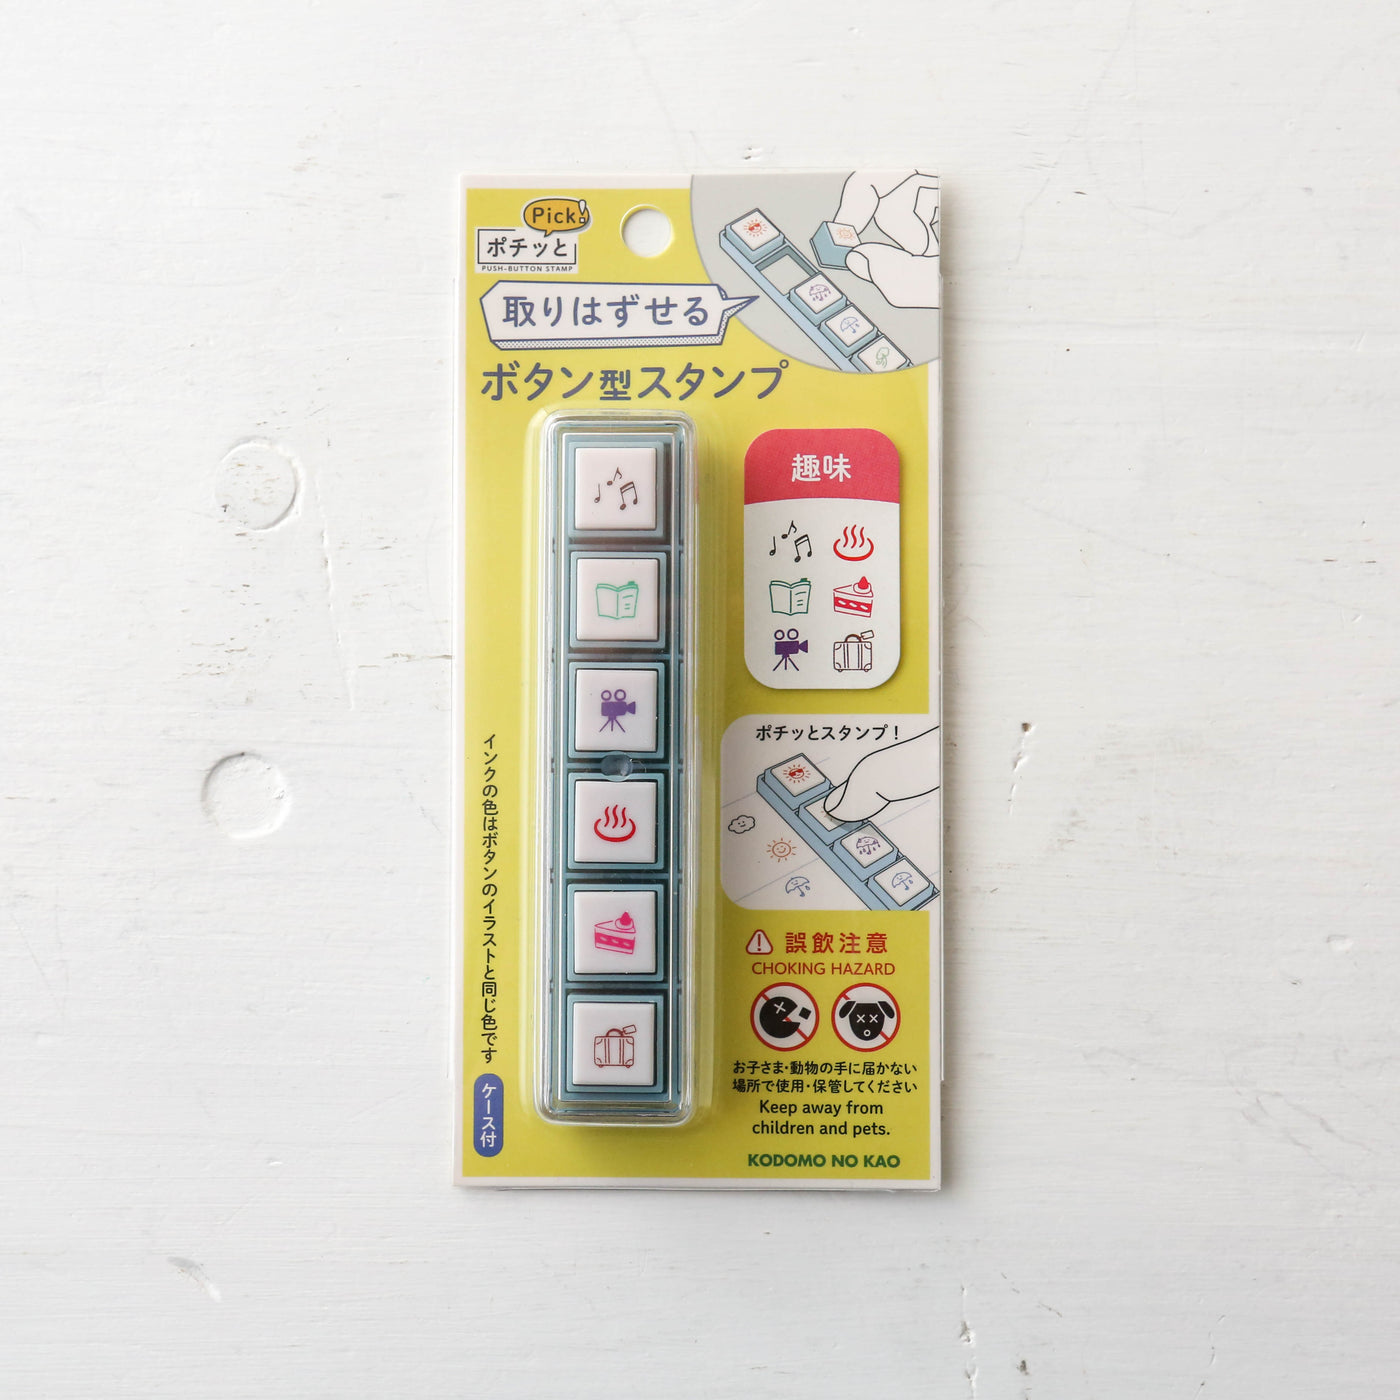 Pick!
ポチッと
PUSH-BUTTON STAMP
取りはずせる
ボタン型スタンプ
趣味
ポチッとスタンプ！
インクの色はボタンのイラストと同じ色です
ケース付
誤飲注意
CHOKING HAZARD
お子さま・動物の手に届かない
場所で使用・保管してください
Keep away from
children and pets.
KODOMO NO KAO